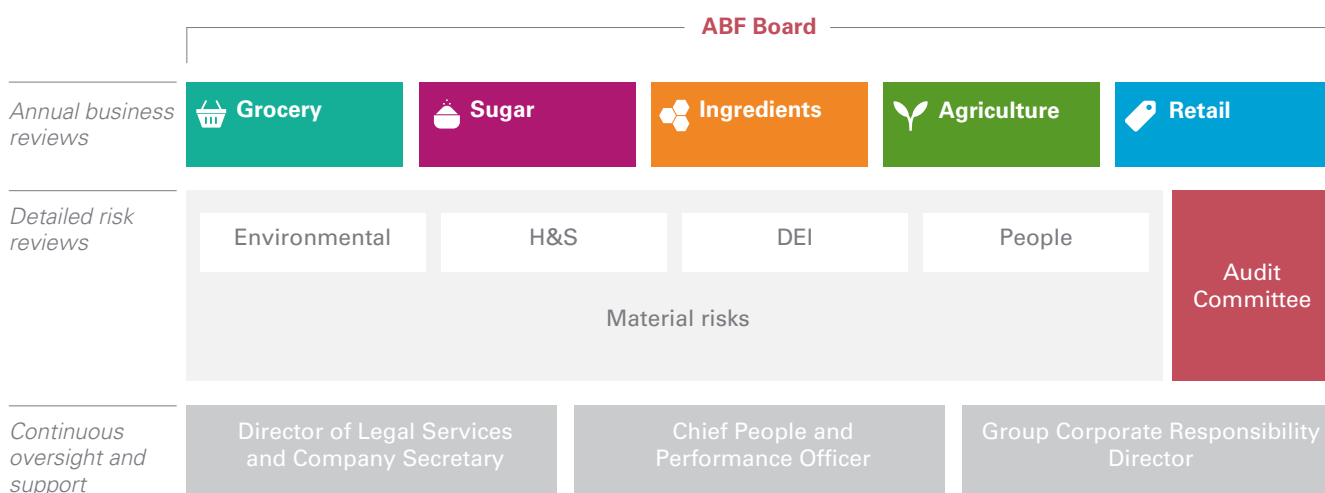 ABF Board
Annual business
reviews
Grocery
Sugar
Ingredients
Agriculture
Retail
Detailed risk
reviews
Environmental
H&S
DEI
People
Material risks
Audit
Committee
Continuous
oversight and
support
Director of Legal Services
and Company Secretary
Chief People and
Performance Officer
Group Corporate Responsibility
Director